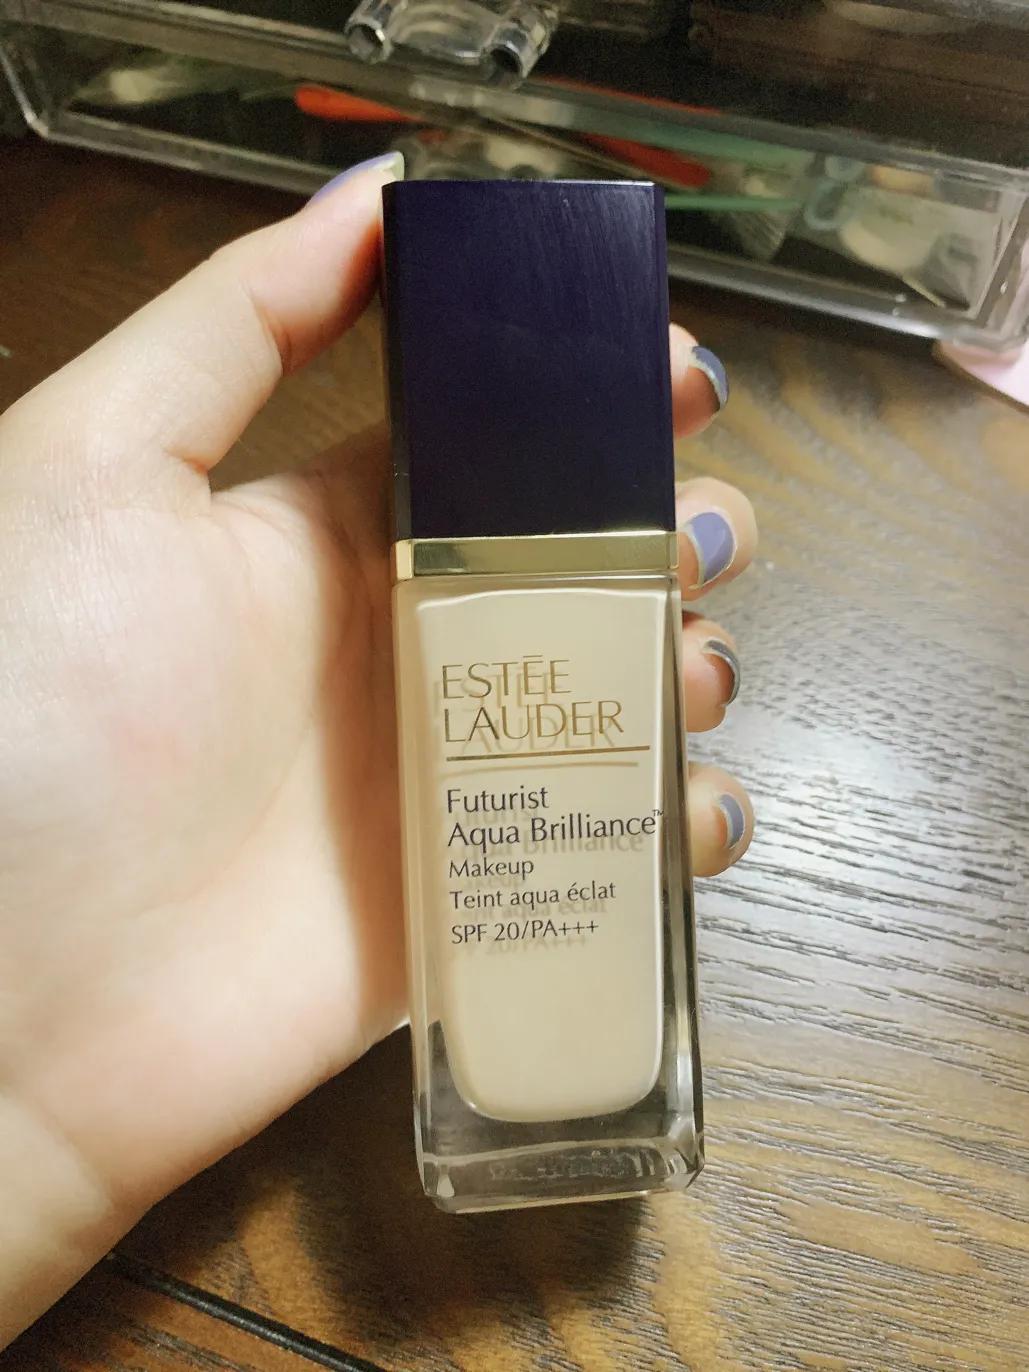 ESTĒE
LAUDER
Futurist
Aqua Brilliance™
Makeup
Teint aqua éclat
SPF 20/PA+++